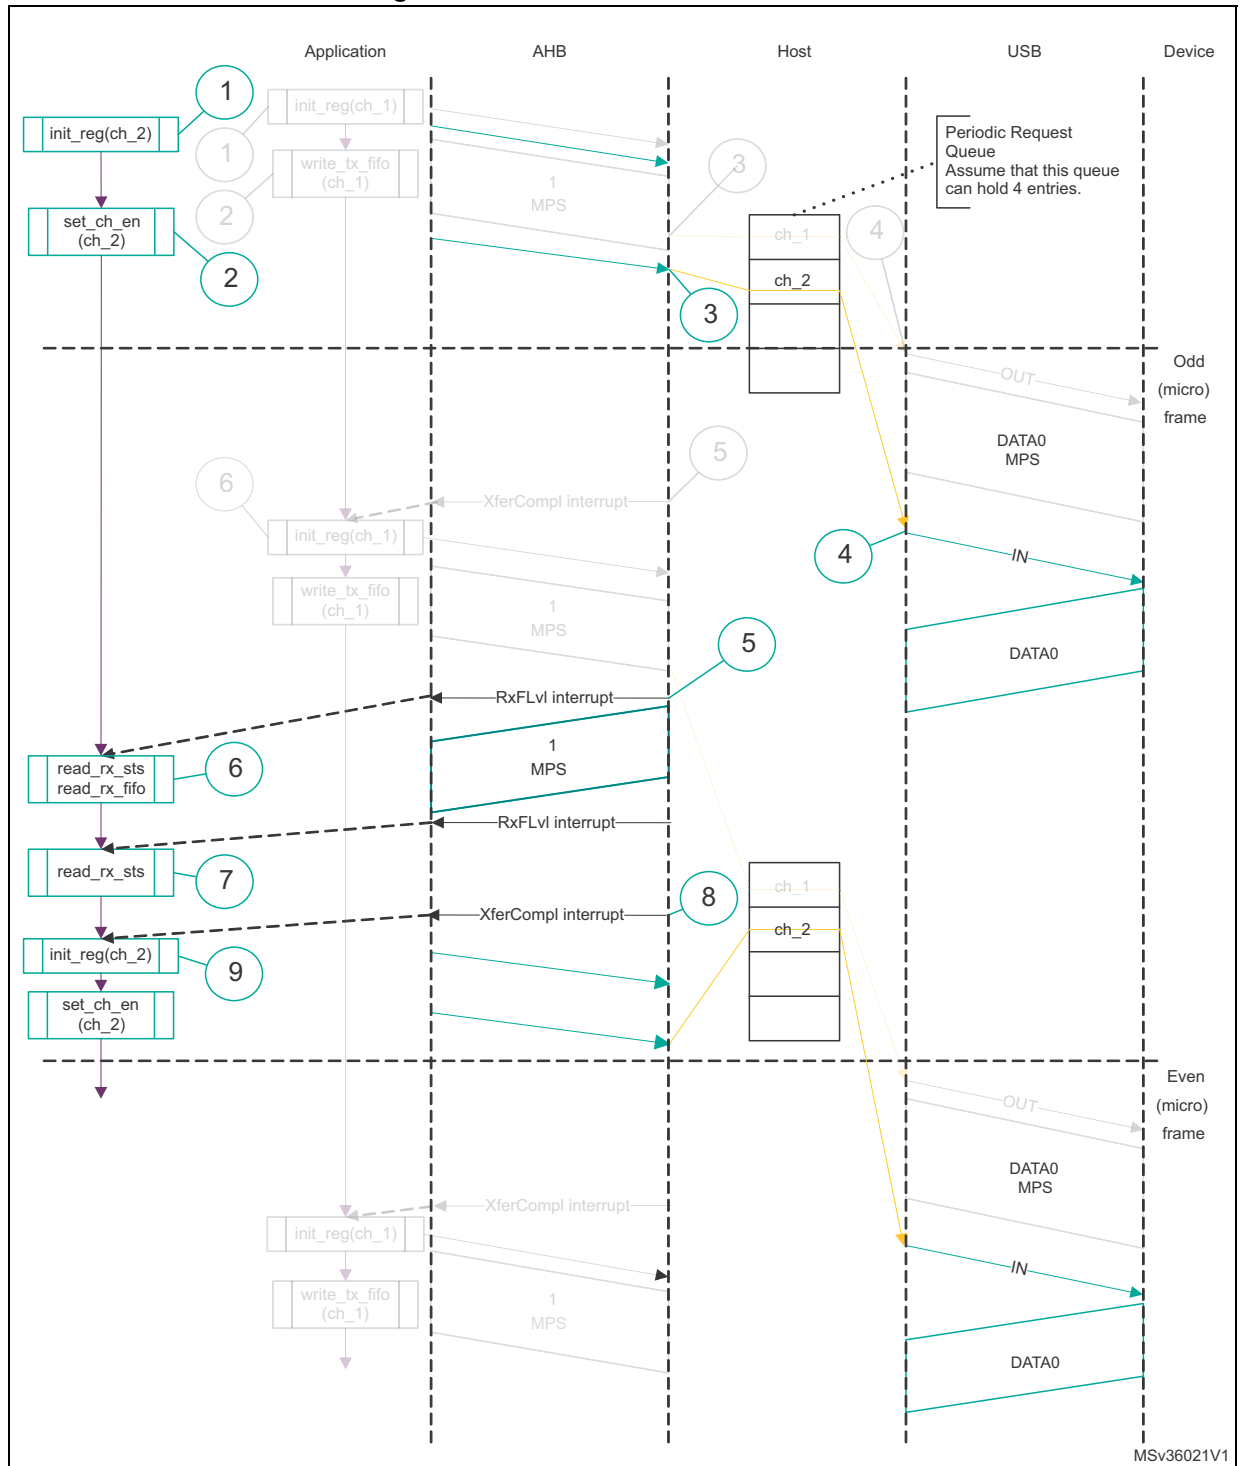 Application
AHB
Host
USB
Device
1
init_reg(ch_2)
init_reg(ch_1)
1
write_tx_fifo
(ch_1)
2
set_ch_en
(ch_2)
2
1
MPS
3
3
Periodic Request
Queue
Assume that this queue
can hold 4 entries.
ch_1
ch_2
4
Odd
(micro)
frame
OUT
DATA0
MPS
5
6
XferCompl interrupt
init_reg(ch_1)
write_tx_fifo
(ch_1)
1
MPS
4
IN
DATA0
5
RxFLvl interrupt
1
MPS
read_rx_sts
read_rx_fifo
6
RxFLvl interrupt
read_rx_sts
7
8
XferCompl interrupt
ch_1
ch_2
init_reg(ch_2)
9
set_ch_en
(ch_2)
Even
(micro)
frame
OUT
DATA0
MPS
XferCompl interrupt
init_reg(ch_1)
write_tx_fifo
(ch_1)
1
MPS
IN
DATA0
MSv36021V1